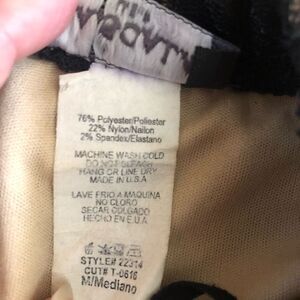 76% Polyester/Poliester
22% Nylon/Nailon
2% Spandex/Elastano
MACHINE WASH COLD
DO NOT BLEACH
HANG OR LINE DRY
MADE IN U.S.A
LAVE FRIO A MAQUINA
NO CLORO
SECAR COLGADO
HECHO EN E.U.A.
STYLE# 22314
CUT# T-0616
M/Mediano